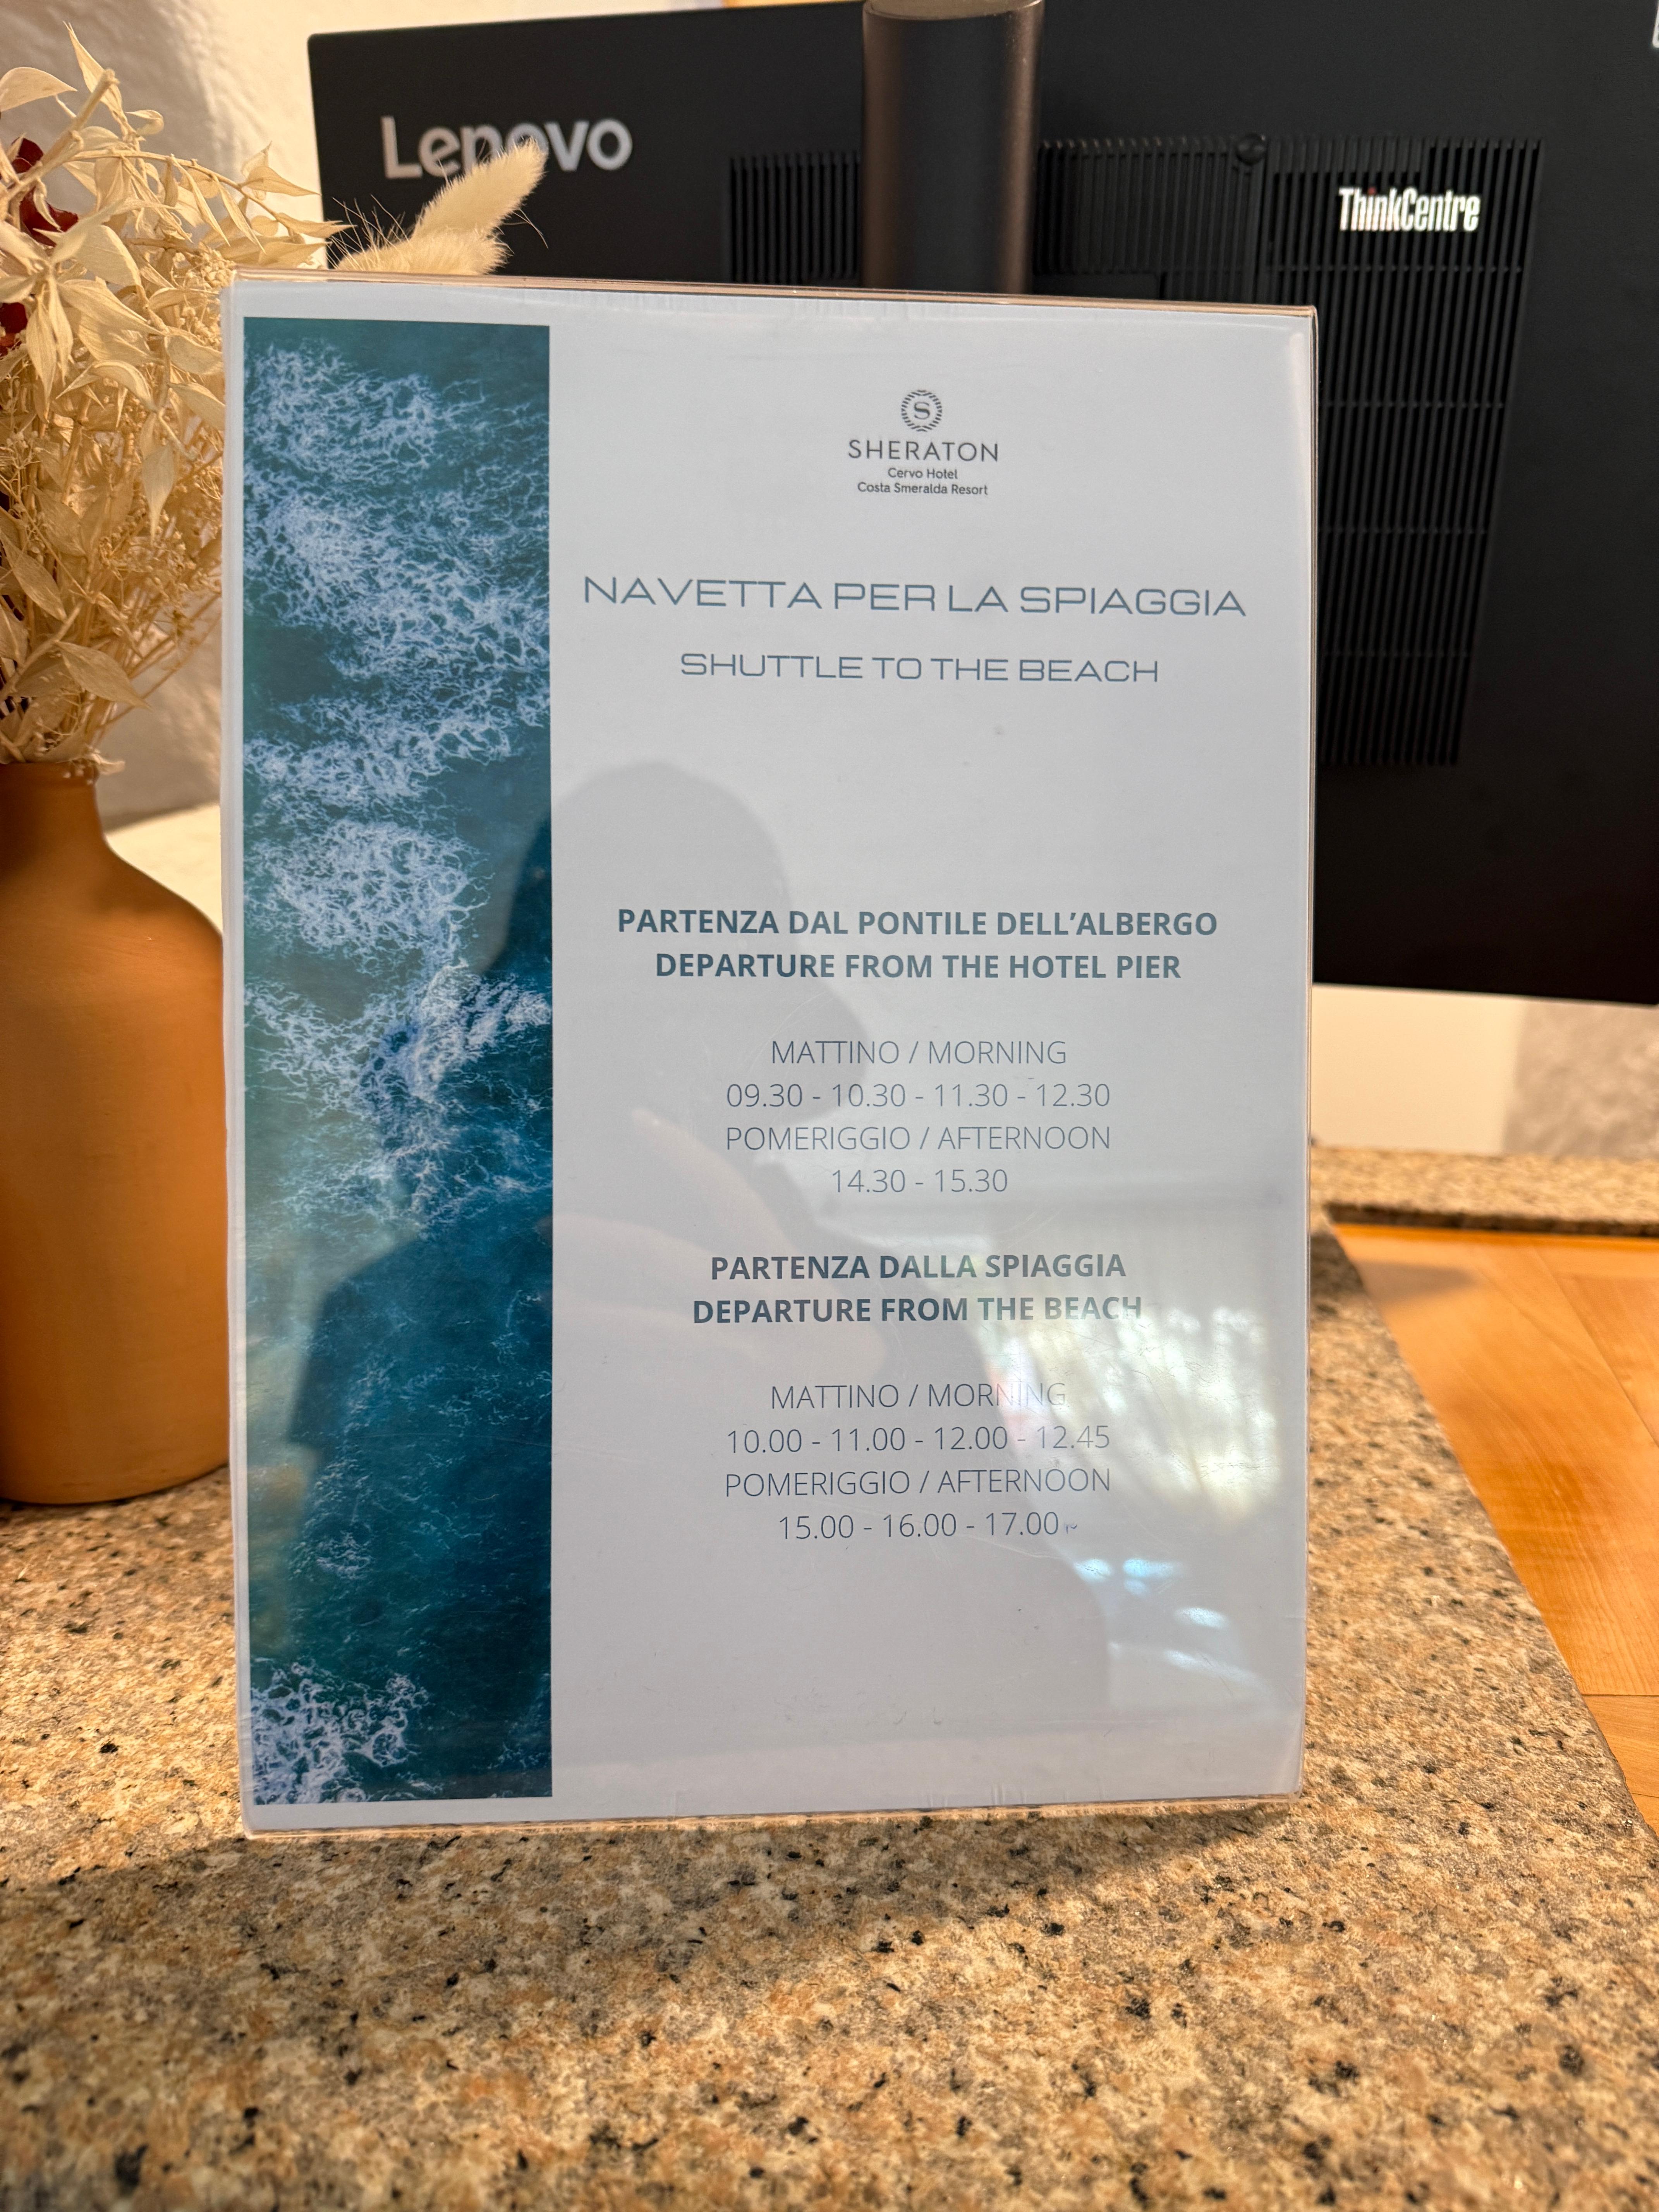 Lenovo
ThinkCentre
S
SHERATON
Cervo Hotel
Costa Smeralda Resort
NAVETTA PER LA SPIAGGIA
SHUTTLE TO THE BEACH
PARTENZA DAL PONTILE DELL’ALBERGO
DEPARTURE FROM THE HOTEL PIER
MATTINO / MORNING
09.30 - 10.30 - 11.30 - 12.30
POMERIGGIO / AFTERNOON
14.30 - 15.30
PARTENZA DALLA SPIAGGIA
DEPARTURE FROM THE BEACH
MATTINO / MORNING
10.00 - 11.00 - 12.00 - 12.45
POMERIGGIO / AFTERNOON
15.00 - 16.00 - 17.00